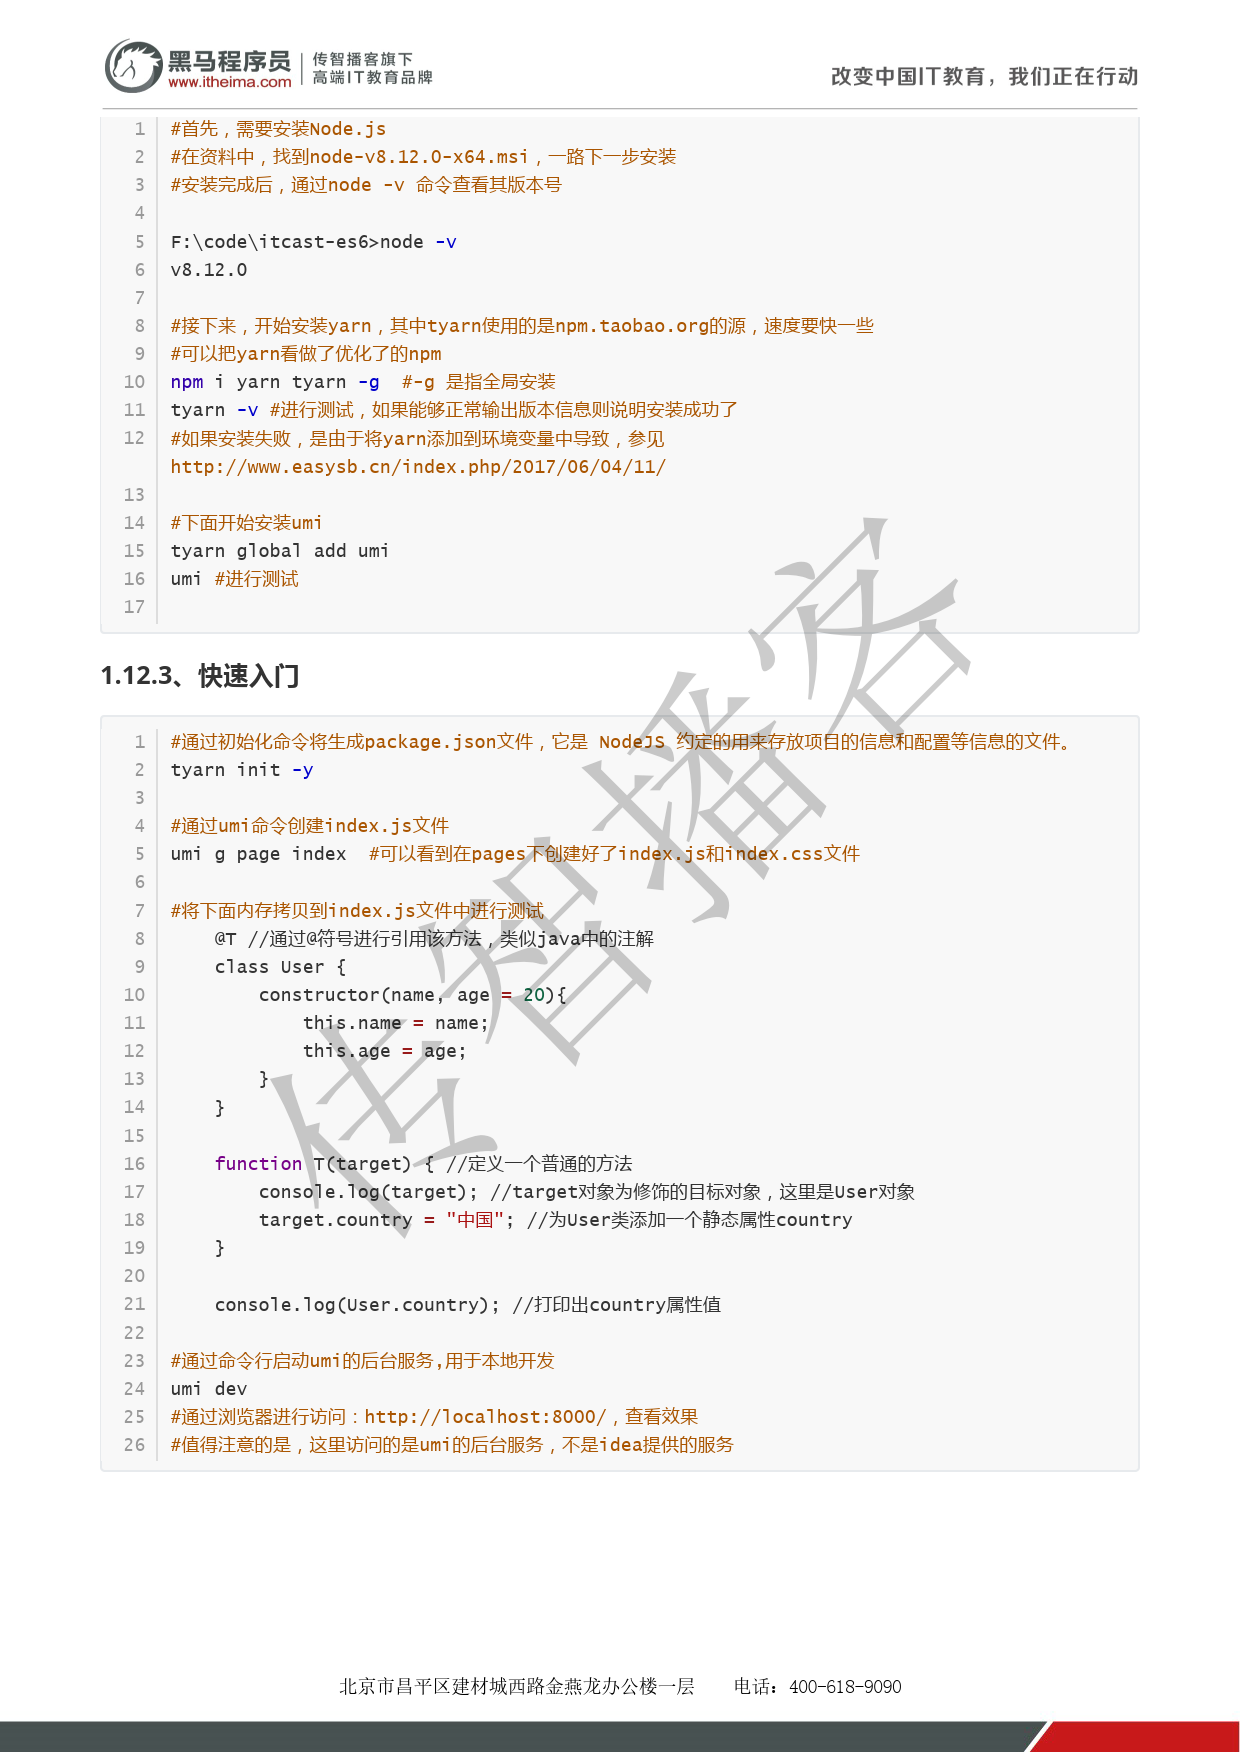 黑马程序员
www.itheima.com
传智播客旗下
高端IT教育品牌
改变中国IT教育，我们正在行动
1 #首先，需要安装Node.js
2 #在资料中，找到node-v8.12.0-x64.msi，一路下一步安装
3 #安装完成后，通过node -v 命令查看其版本号
4
5 F:\code\itcast-es6>node -v
6 v8.12.0
7
8 #接下来，开始安装yarn，其中tyarn使用的是npm.taobao.org的源，速度要快一些
9 #可以把yarn看做了优化了的npm
10 npm i yarn tyarn -g  #-g 是指全局安装
11 tyarn -v #进行测试，如果能够正常输出版本信息则说明安装成功了
12 #如果安装失败，是由于将yarn添加到环境变量中导致，参见
http://www.easysb.cn/index.php/2017/06/04/11/
13
14 #下面开始安装umi
15 tyarn global add umi
16 umi #进行测试
17
1.12.3、快速入门
1 #通过初始化命令将生成package.json文件，它是 NodeJS 约定的用来存放项目的信息和配置等信息的文件。
2 tyarn init -y
3
4 #通过umi命令创建index.js文件
5 umi g page index  #可以看到在pages下创建好了index.js和index.css文件
6
7 #将下面内存拷贝到index.js文件中进行测试
8     @T //通过@符号进行引用该方法，类似java中的注解
9     class User {
10         constructor(name, age = 20){
11             this.name = name;
12             this.age = age;
13         }
14     }
15
16     function T(target) { //定义一个普通的方法
17         console.log(target); //target对象为修饰的目标对象，这里是User对象
18         target.country = "中国"; //为User类添加一个静态属性country
19     }
20
21     console.log(User.country); //打印出country属性值
22
23 #通过命令行启动umi的后台服务,用于本地开发
24 umi dev
25 #通过浏览器进行访问：http://localhost:8000/，查看效果
26 #值得注意的是，这里访问的是umi的后台服务，不是idea提供的服务
传智播客
北京市昌平区建材城西路金燕龙办公楼一层    电话：400-618-9090